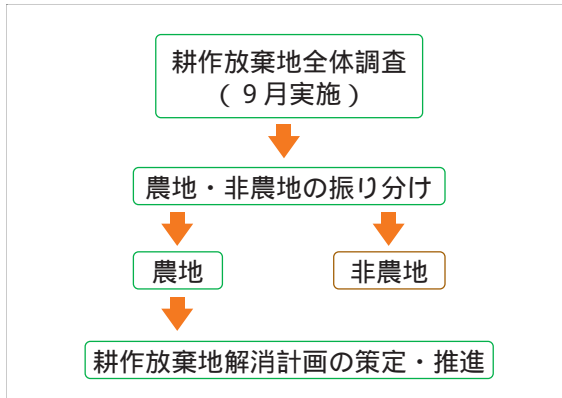 耕作放棄地全体調査
（９月実施）
農地・非農地の振り分け
農地
非農地
耕作放棄地解消計画の策定・推進